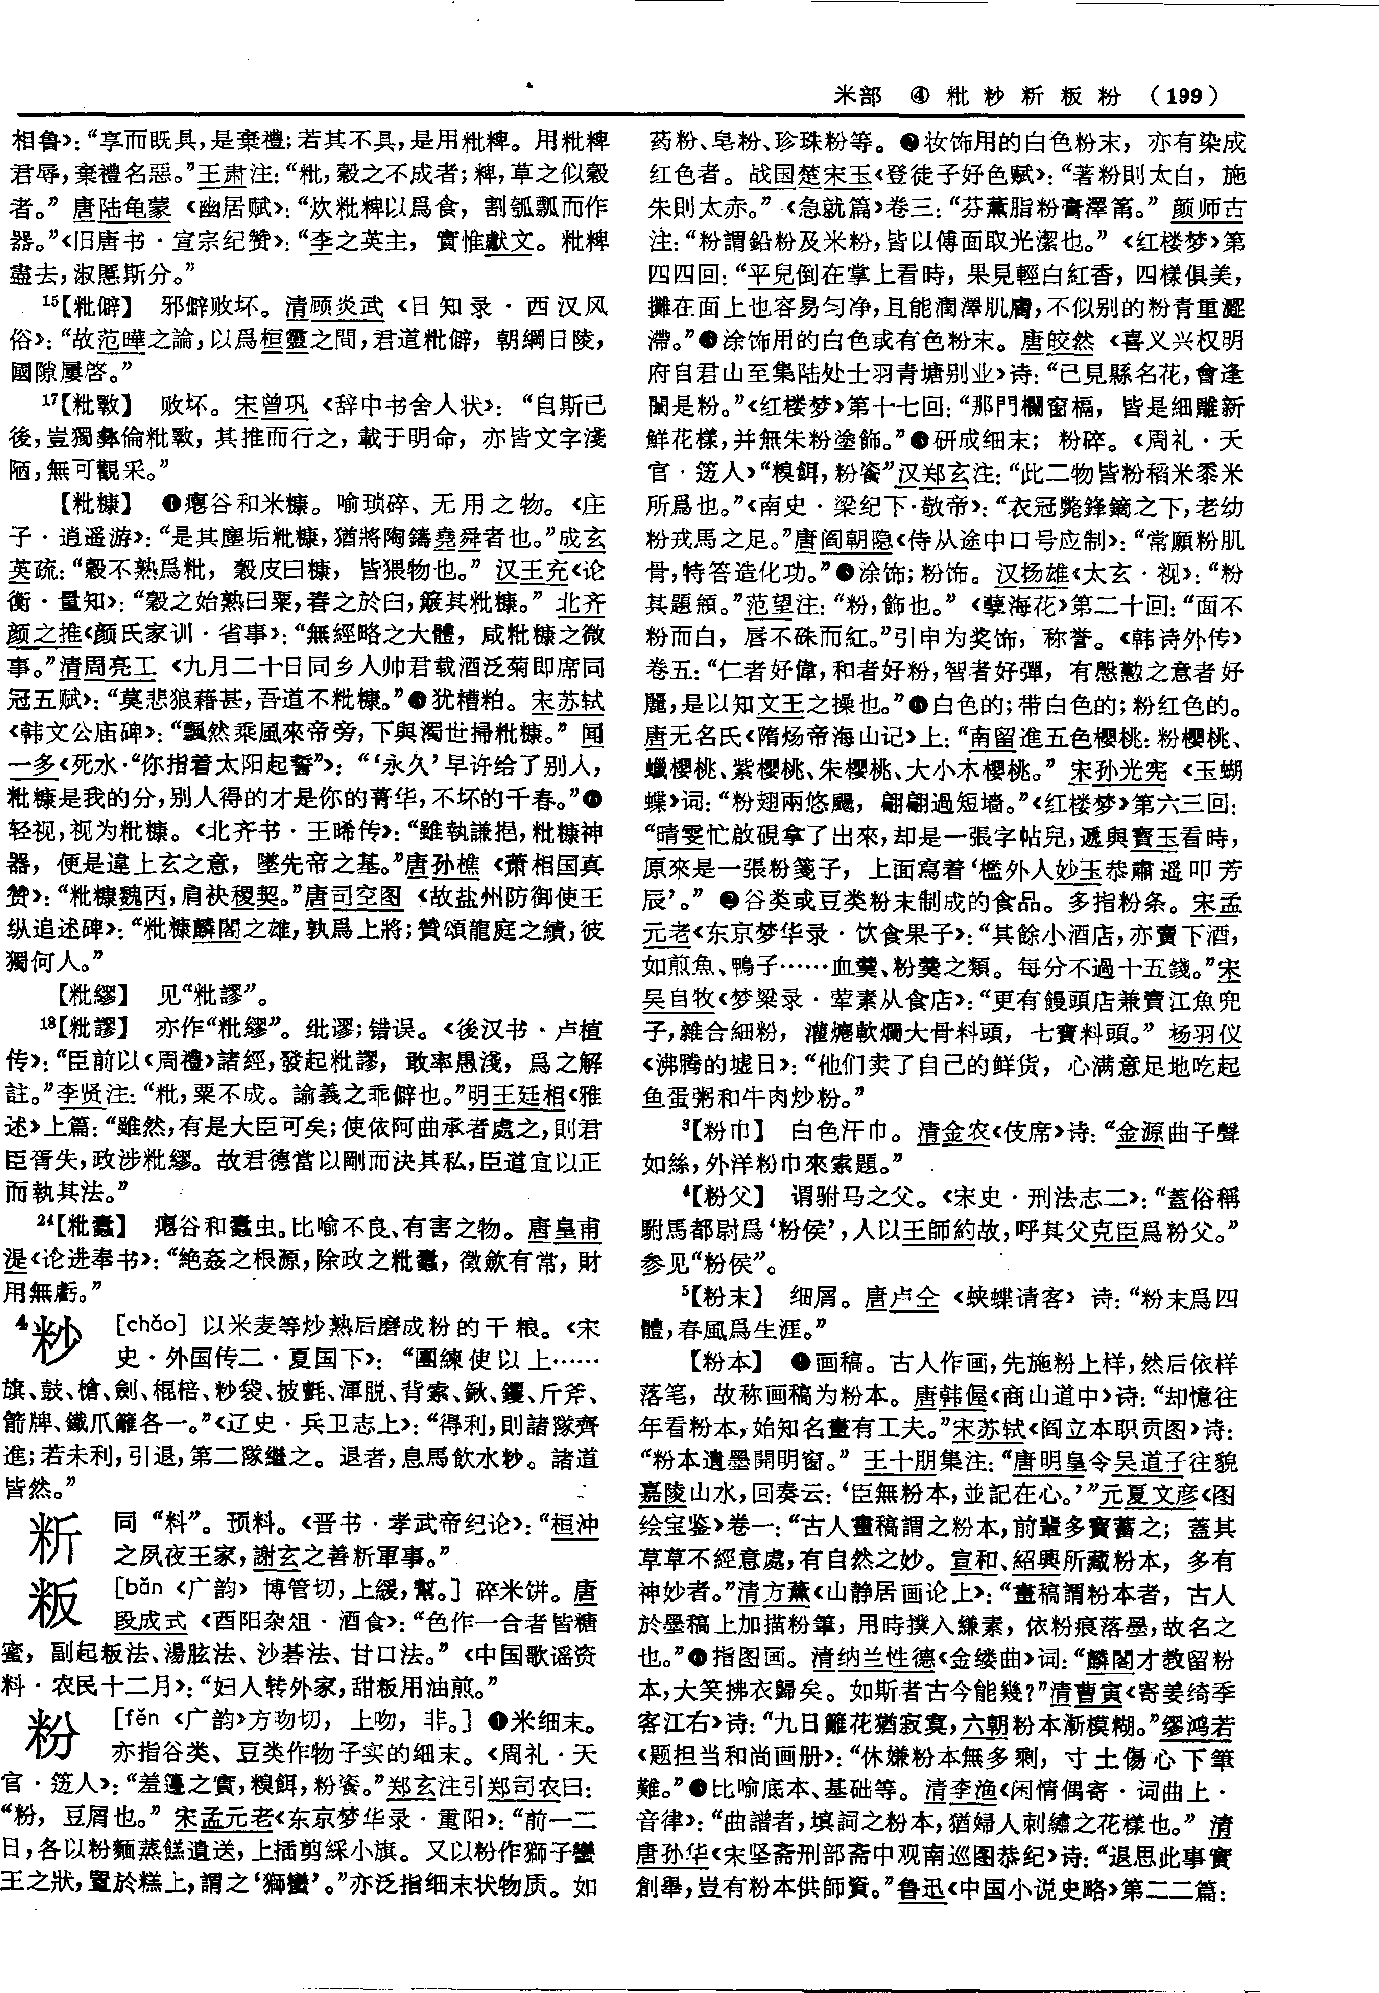 米部 ④ 粃 粆 粎 粄 粉 （199）
相鲁》：“享而既具，是棄禮；若其不具，是用粃稗。用粃稗
君辱，棄禮名惡。”王肃注：“粃，穀之不成者；稗，草之似穀
者。”唐陆龟蒙《幽居赋》：“炊粃稗以爲食，割瓠瓢而作
器。”《旧唐书·宣宗纪赞》：“李之英主，實惟獻文。粃稗
盡去，淑慝斯分。”
15【粃僻】 邪僻败坏。清顾炎武《日知录·西汉风
俗》：“故范曄之論，以爲桓靈之間，君道粃僻，朝綱日陵，
國隙屢啓。”
17【粃斁】 败坏。宋曾巩《辞中书舍人状》：“自斯已
後，豈獨彝倫粃斁，其推而行之，載于明命，亦皆文字淺
陋，無可觀采。”
【粃糠】 ❶瘪谷和米糠。喻琐碎、无用之物。《庄
子·逍遥游》：“是其塵垢粃糠，猶將陶鑄堯舜者也。”成玄
英疏：“穀不熟爲粃，穀皮曰糠，皆猥物也。”汉王充《论
衡·量知》：“穀之始熟曰粟，舂之於臼，簸其粃糠。”北齐
颜之推《颜氏家训·省事》：“無經略之大體，咸粃糠之微
事。”清周亮工《九月二十日同乡人帅君载酒泛菊即席同
冠五赋》：“莫悲狼藉甚，吾道不粃糠。”❷犹糟粕。宋苏轼
《韩文公庙碑》：“飄然乘風來帝旁，下與濁世掃粃糠。”闻
一多《死水·“你指着太阳起誓”》：“‘永久’早许给了别人，
粃糠是我的分，别人得的才是你的菁华，不坏的千春。”❸
轻视，视为粃糠。《北齐书·王晞传》：“雖執謙挹，粃糠神
器，便是違上玄之意，墜先帝之基。”唐孙樵《萧相国真
赞》：“粃糠魏丙，肩袂稷契。”唐司空图《故盐州防御使王
纵追述碑》：“粃糠麟閣之雄，孰爲上將；贊頌龍庭之績，彼
獨何人。”
【粃繆】 见“粃謬”。
18【粃謬】 亦作“粃繆”。纰谬；错误。《後汉书·卢植
传》：“臣前以《周禮》諸經，發起粃謬，敢率愚淺，爲之解
註。”李贤注：“粃，粟不成。諭義之乖僻也。”明王廷相《雅
述》上篇：“雖然，有是大臣可矣；使依阿曲承者處之，則君
臣胥失，政涉粃繆。故君德當以剛而決其私，臣道宜以正
而執其法。”
24【粃蠹】 瘪谷和蠹虫。比喻不良、有害之物。唐皇甫
湜《论进奉书》：“絶姦之根源，除政之粃蠹，徵斂有常，財
用無虧。”
4粆 ［chǎo］以米麦等炒熟后磨成粉的干粮。《宋
史·外国传二·夏国下》：“團練使以上……
旗、鼓、槍、劍、棍棓、粆袋、披氈、渾脱、背索、鍬、钁、斤斧、
箭牌、鐵爪籬各一。”《辽史·兵卫志上》：“得利，則諸隊齊
進；若未利，引退，第二隊繼之。退者，息馬飲水粆。諸道
皆然。”
粎 同“料”。预料。《晋书·孝武帝纪论》：“桓沖
之夙夜王家，謝玄之善粎軍事。”
粄 ［bǎn《广韵》博管切，上緩，幫。］碎米饼。唐
段成式《酉阳杂俎·酒食》：“色作一合者皆糖
蜜，副起粄法、湯胘法、沙碁法、甘口法。”《中国歌谣资
料·农民十二月》：“妇人转外家，甜粄用油煎。”
粉 ［fěn《广韵》方吻切，上吻，非。］❶米细末。
亦指谷类、豆类作物子实的细末。《周礼·天
官·笾人》：“羞籩之實，糗餌，粉餈。”郑玄注引郑司农曰：
“粉，豆屑也。”宋孟元老《东京梦华录·重阳》：“前一二
日，各以粉麵蒸餻遺送，上插剪綵小旗。又以粉作獅子蠻
王之狀，置於糕上，謂之‘獅蠻’。”亦泛指细末状物质。如
药粉、皂粉、珍珠粉等。❷妆饰用的白色粉末，亦有染成
红色者。战国楚宋玉《登徒子好色赋》：“著粉則太白，施
朱則太赤。”《急就篇》卷三：“芬薰脂粉膏澤筩。”颜师古
注：“粉謂鉛粉及米粉，皆以傅面取光潔也。”《红楼梦》第
四四回：“平兒倒在掌上看時，果見輕白紅香，四樣俱美，
攤在面上也容易匀净，且能潤澤肌膚，不似别的粉青重澀
滯。”❸涂饰用的白色或有色粉末。唐皎然《喜义兴权明
府自君山至集陆处士羽青塘别业》诗：“已見縣名花，會逢
闈是粉。”《红楼梦》第十七回：“那門欄窗槅，皆是細雕新
鮮花樣，并無朱粉塗飾。”❹研成细末；粉碎。《周礼·天
官·笾人》“糗餌，粉餈”汉郑玄注：“此二物皆粉稻米黍米
所爲也。”《南史·梁纪下·敬帝》：“衣冠斃鋒鏑之下，老幼
粉戎馬之足。”唐阎朝隐《侍从途中口号应制》：“常願粉肌
骨，特答造化功。”❺涂饰；粉饰。汉扬雄《太玄·视》：“粉
其題頯。”范望注：“粉，飾也。”《孽海花》第二十回：“面不
粉而白，唇不硃而紅。”引申为奖饰，称誉。《韩诗外传》
卷五：“仁者好偉，和者好粉，智者好彈，有慇懃之意者好
麗，是以知文王之操也。”❻白色的；带白色的；粉红色的。
唐无名氏《隋炀帝海山记》上：“南留進五色櫻桃：粉櫻桃、
蠟櫻桃、紫櫻桃、朱櫻桃、大小木櫻桃。”宋孙光宪《玉蝴
蝶》词：“粉翅兩悠颺，翩翩過短墙。”《红楼梦》第六三回：
“晴雯忙啟硯拿了出來，却是一張字帖兒，遞與寶玉看時，
原來是一張粉箋子，上面寫着‘檻外人妙玉恭肅遥叩芳
辰’。”❼谷类或豆类粉末制成的食品。多指粉条。宋孟
元老《东京梦华录·饮食果子》：“其餘小酒店，亦賣下酒，
如煎魚、鴨子……血羹、粉羹之類。每分不過十五錢。”宋
吴自牧《梦粱录·荤素从食店》：“更有饅頭店兼賣江魚兜
子，雜合細粉，灌燋軟爛大骨料頭，七寶料頭。”杨羽仪
《沸腾的墟日》：“他们卖了自己的鲜货，心满意足地吃起
鱼蛋粥和牛肉炒粉。”
3【粉巾】 白色汗巾。清金农《伎席》诗：“金源曲子聲
如絲，外洋粉巾來索題。”
4【粉父】 谓驸马之父。《宋史·刑法志二》：“蓋俗稱
駙馬都尉爲‘粉侯’，人以王師約故，呼其父克臣爲粉父。”
参见“粉侯”。
5【粉末】 细屑。唐卢仝《蛱蝶请客》诗：“粉末爲四
體，春風爲生涯。”
【粉本】 ❶画稿。古人作画，先施粉上样，然后依样
落笔，故称画稿为粉本。唐韩偓《商山道中》诗：“却憶往
年看粉本，始知名畫有工夫。”宋苏轼《阎立本职贡图》诗：
“粉本遺墨開明窗。”王十朋集注：“唐明皇令吴道子往貌
嘉陵山水，回奏云：‘臣無粉本，並記在心。’”元夏文彦《图
绘宝鉴》卷一：“古人畫稿謂之粉本，前輩多寶蓄之；蓋其
草草不經意處，有自然之妙。宣和、紹興所藏粉本，多有
神妙者。”清方薰《山静居画论上》：“畫稿謂粉本者，古人
於墨稿上加描粉筆，用時撲入縑素，依粉痕落墨，故名之
也。”❷指图画。清纳兰性德《金缕曲》词：“麟閣才教留粉
本，大笑拂衣歸矣。如斯者古今能幾？”清曹寅《寄姜绮季
客江右》诗：“九日籬花猶寂寞，六朝粉本漸模糊。”缪鸿若
《题担当和尚画册》：“休嫌粉本無多剩，寸土傷心下筆
難。”❸比喻底本、基础等。清李渔《闲情偶寄·词曲上·
音律》：“曲譜者，填詞之粉本，猶婦人刺繡之花樣也。”清
唐孙华《宋坚斋刑部斋中观南巡图恭纪》诗：“退思此事實
創舉，豈有粉本供師資。”鲁迅《中国小说史略》第二二篇：